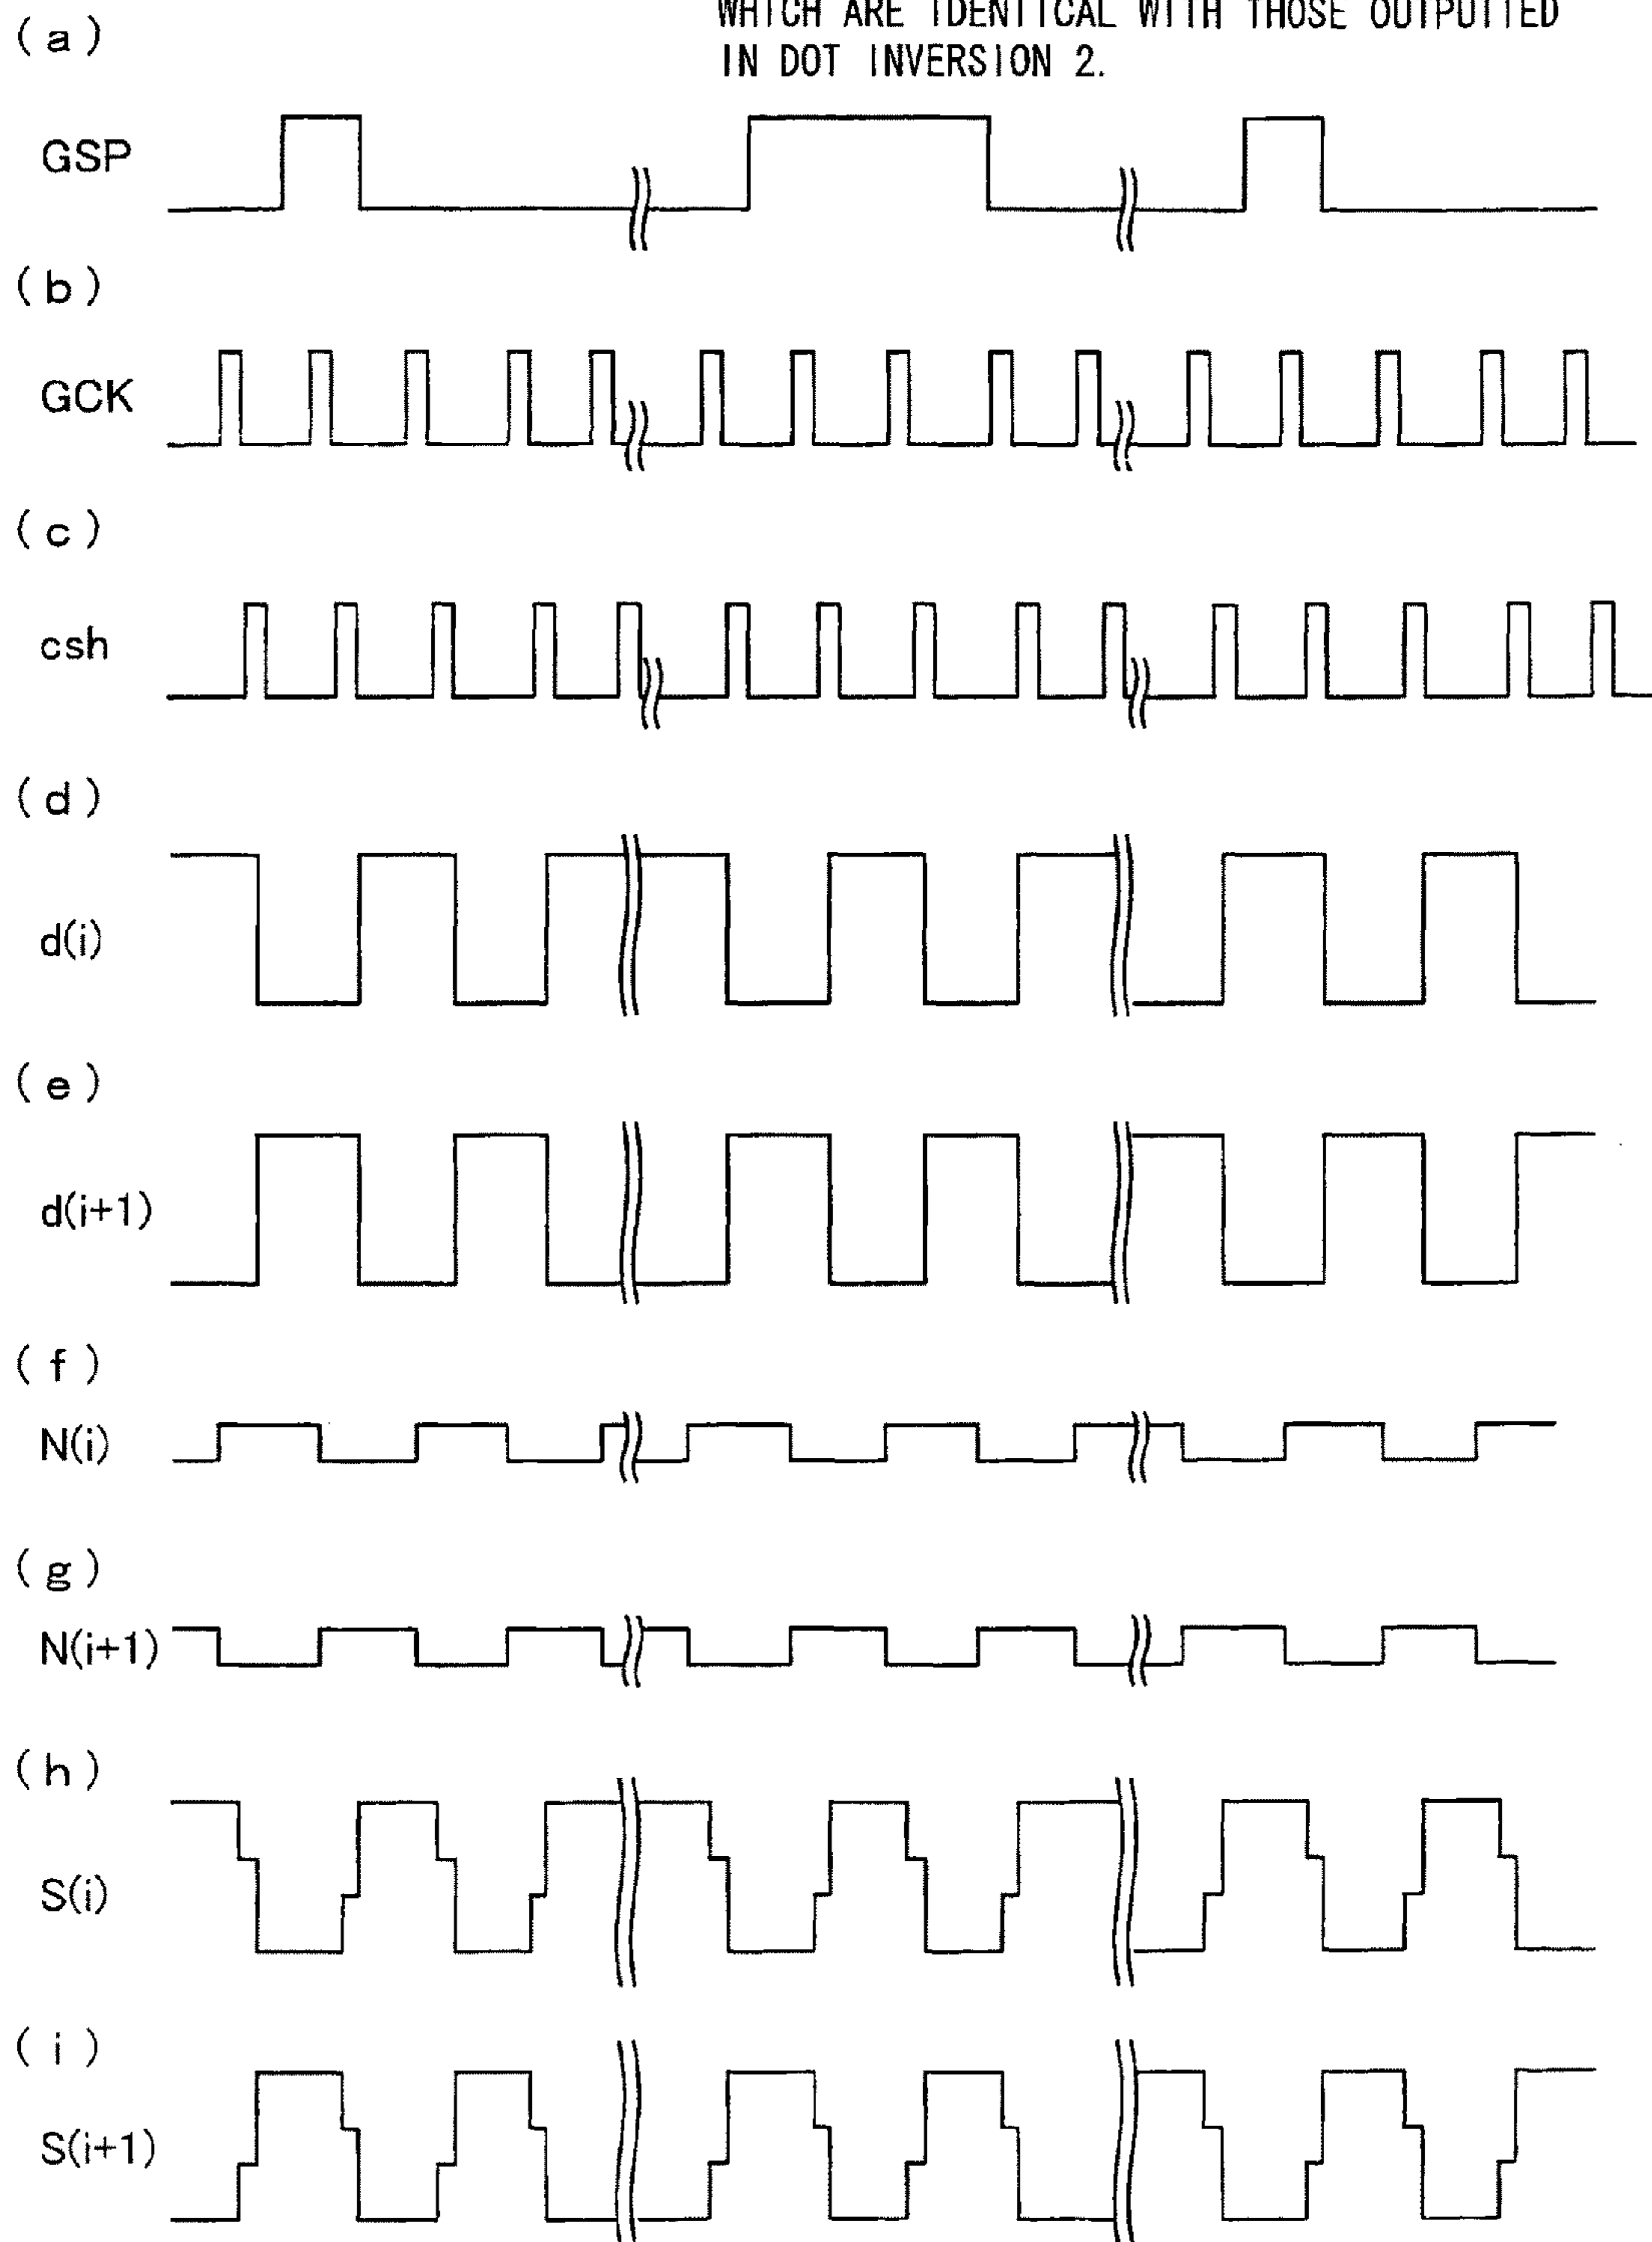 WHICH ARE IDENTICAL WITH THOSE OUTPUTTED
IN DOT INVERSION 2.
(a)
GSP
(b)
GCK
(c)
csh
(d)
d(i)
(e)
d(i+1)
(f)
N(i)
(g)
N(i+1)
(h)
S(i)
(i)
S(i+1)